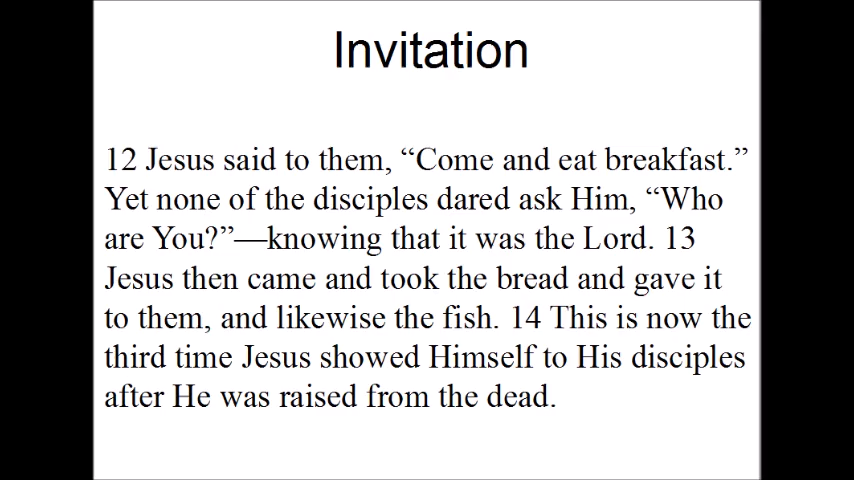 Invitation
12 Jesus said to them, “Come and eat breakfast.”
Yet none of the disciples dared ask Him, “Who
are You?”—knowing that it was the Lord. 13
Jesus then came and took the bread and gave it
to them, and likewise the fish. 14 This is now the
third time Jesus showed Himself to His disciples
after He was raised from the dead.